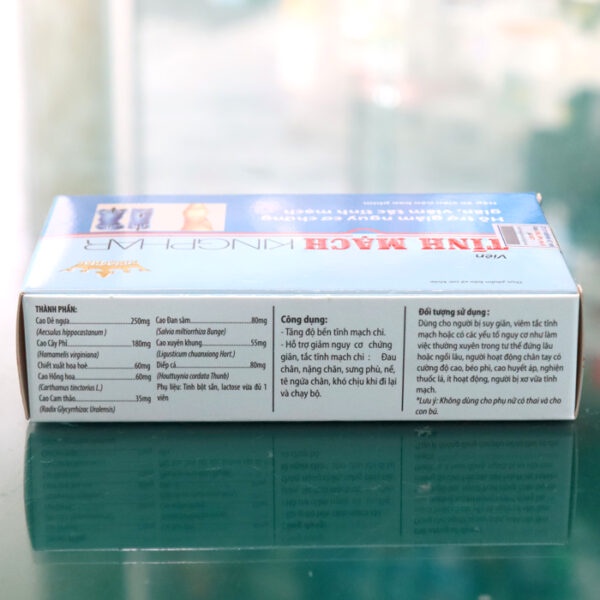 Hỗ trợ giảm nguy cơ chứng
giãn, viêm tắc tĩnh mạch
Viên
TĨNH MẠCH KINGPHAR
THÀNH PHẦN:
Cao Dẻ ngựa.....................250mg
(Aeculus hippocastanum )
Cao Cây Phỉ.....................180mg
(Hamamelis virginiana)
Chiết xuất hoa hoè............60mg
Cao Hồng hoa....................60mg
(Carthamus tinctorius L.)
Cao Cam thảo....................35mg
(Radix Glycyrrhizac Uralensis)
Cao Đan sâm.....................80mg
(Salvia miltiorrhiza Bunge)
Cao xuyên khung...............55mg
(Ligusticum chuanxiong Hort.)
Diếp cá.............................80mg
(Houttuynia cordata Thunb)
Phụ liệu: Tinh bột sắn, lactose vừa đủ 1
viên
Công dụng:
- Tăng độ bền tĩnh mạch chi.
- Hỗ trợ giảm nguy cơ chứng
giãn, tắc tĩnh mạch chi : Đau
chân, nặng chân, sưng phù, nề,
tê ngứa chân, khó chịu khi đi lại
và chạy bộ.
Đối tượng sử dụng :
Dùng cho người bị suy giãn, viêm tắc tĩnh
mạch hoặc có các yếu tố nguy cơ như làm
việc thường xuyên trong tư thế đứng lâu
hoặc ngồi lâu, người hoạt động chân tay có
cường độ cao, béo phì, cao huyết áp, nghiện
thuốc lá, ít hoạt động, người bị xơ vữa tĩnh
mạch.
*Lưu ý: Không dùng cho phụ nữ có thai và cho
con bú.